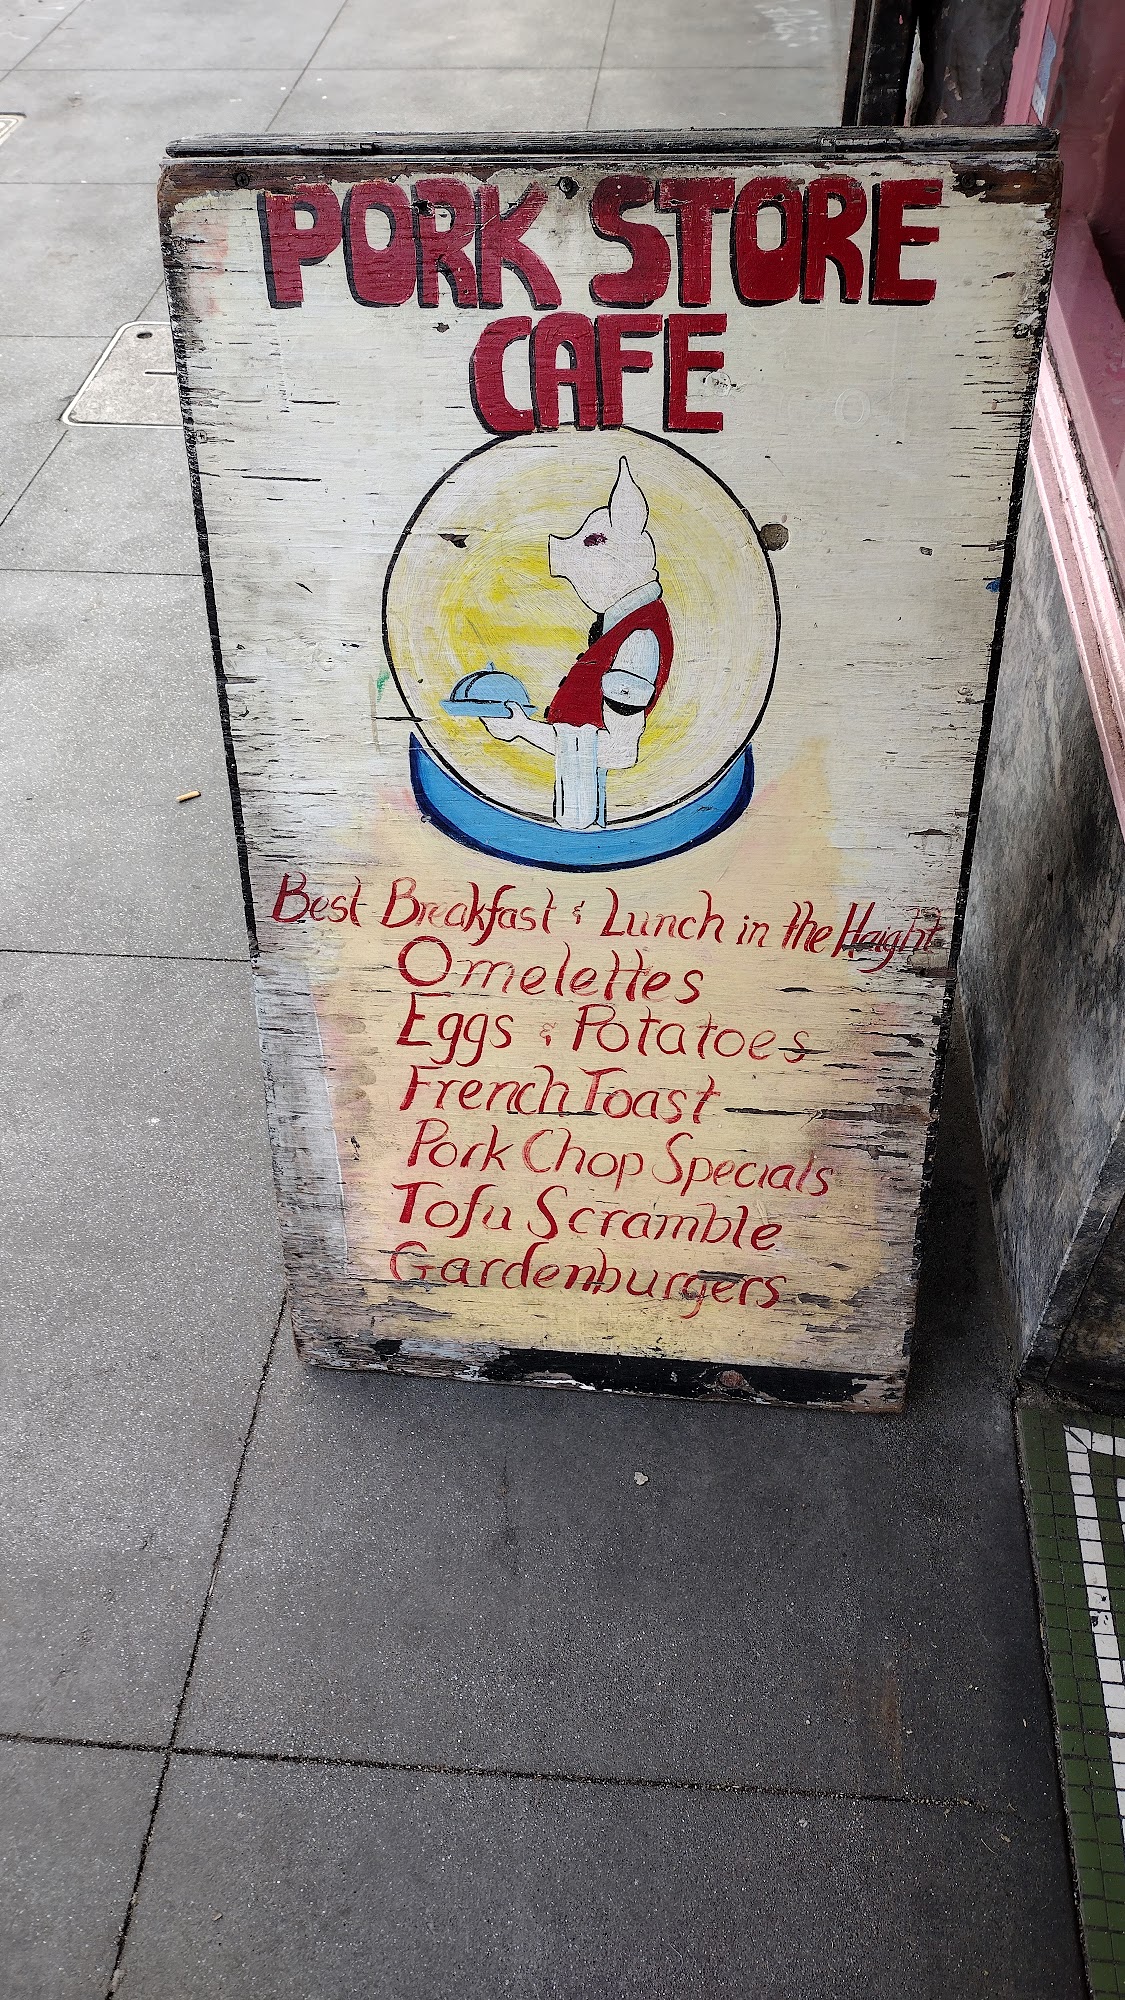 PORK STORE
CAFE
Best Breakfast & Lunch in the Haight
Omelettes
Eggs & Potatoes
French Toast
Pork Chop Specials
Tofu Scramble
Gardenburgers